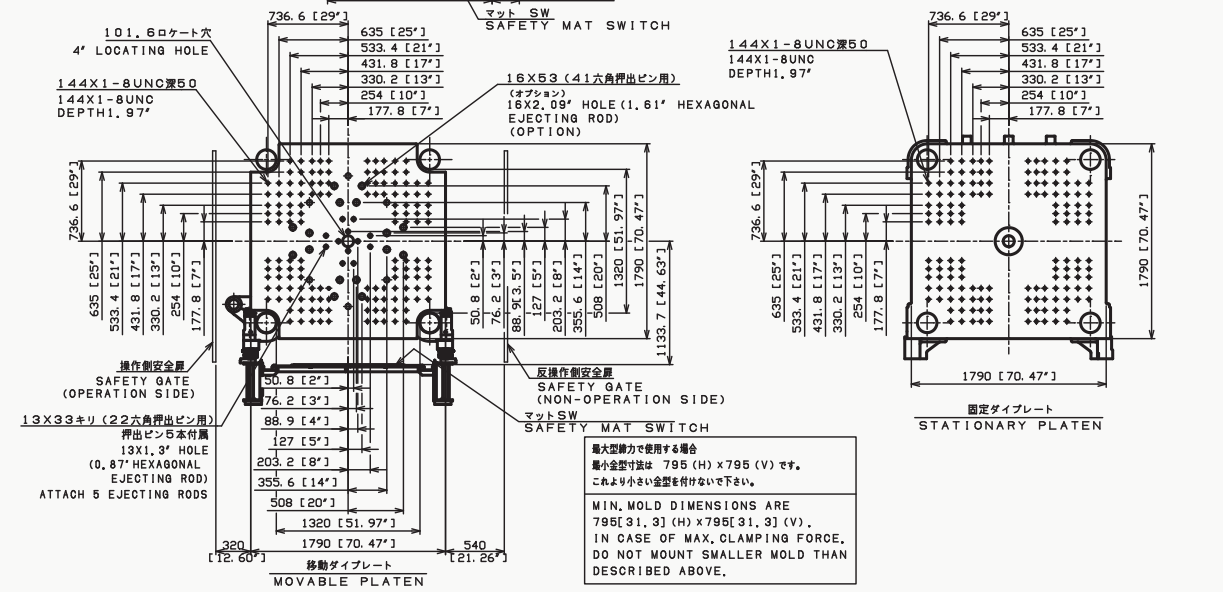 マット SW
SAFETY MAT SWITCH
736.6 [29"]
635 [25"]
533.4 [21"]
431.8 [17"]
330.2 [13"]
254 [10"]
177.8 [7"]
101.6ロケート穴
4" LOCATING HOLE
144X1-8UNC深50
144X1-8UNC
DEPTH1.97"
16X53 (41六角押出ピン用)
(オプション)
16X2.09" HOLE(1.61" HEXAGONAL
EJECTING ROD)
(OPTION)
736.6 [29"]
635 [25"]
533.4 [21"]
431.8 [17"]
330.2 [13"]
254 [10"]
177.8 [7"]
50.8 [2"]
76.2 [3"]
88.9[3.5"]
127 [5"]
203.2 [8"]
355.6 [14"]
508 [20"]
1320 [51.97"]
1790 [70.47"]
1133.7 [44.63"]
操作側安全扉
SAFETY GATE
(OPERATION SIDE)
13X33キリ (22六角押出ピン用)
押出ピン5本付属
13X1.3" HOLE
(0.87"HEXAGONAL
EJECTING ROD)
ATTACH 5 EJECTING RODS
反操作側安全扉
SAFETY GATE
(NON-OPERATION SIDE)
マットSW
SAFETY MAT SWITCH
50.8 [2"]
76.2 [3"]
88.9 [4"]
127 [5"]
203.2 [8"]
355.6 [14"]
508 [20"]
1320 [51.97"]
320
[12.60"]
1790 [70.47"]
540
[21.26"]
移動ダイプレート
MOVABLE PLATEN
最大型締力で使用する場合
最小金型寸法は 795 (H) ×795 (V) です。
これより小さい金型を付けないで下さい。
MIN.MOLD DIMENSIONS ARE
795[31.3] (H) ×795[31.3] (V).
IN CASE OF MAX.CLAMPING FORCE.
DO NOT MOUNT SMALLER MOLD THAN
DESCRIBED ABOVE.
736.6 [29"]
635 [25"]
533.4 [21"]
431.8 [17"]
330.2 [13"]
254 [10"]
177.8 [7"]
144X1-8UNC深50
144X1-8UNC
DEPTH1.97"
736.6 [29"]
635 [25"]
533.4 [21"]
431.8 [17"]
330.2 [13"]
254 [10"]
177.8 [7"]
1790 [70.47"]
1790 [70.47"]
固定ダイプレート
STATIONARY PLATEN